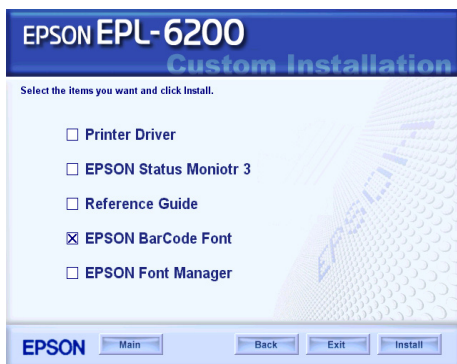 EPSON EPL-6200
Custom Installation
Select the items you want and click Install.
Printer Driver
EPSON Status Moniotr 3
Reference Guide
EPSON BarCode Font
EPSON Font Manager
EPSON
EPSON Main Back Exit Install